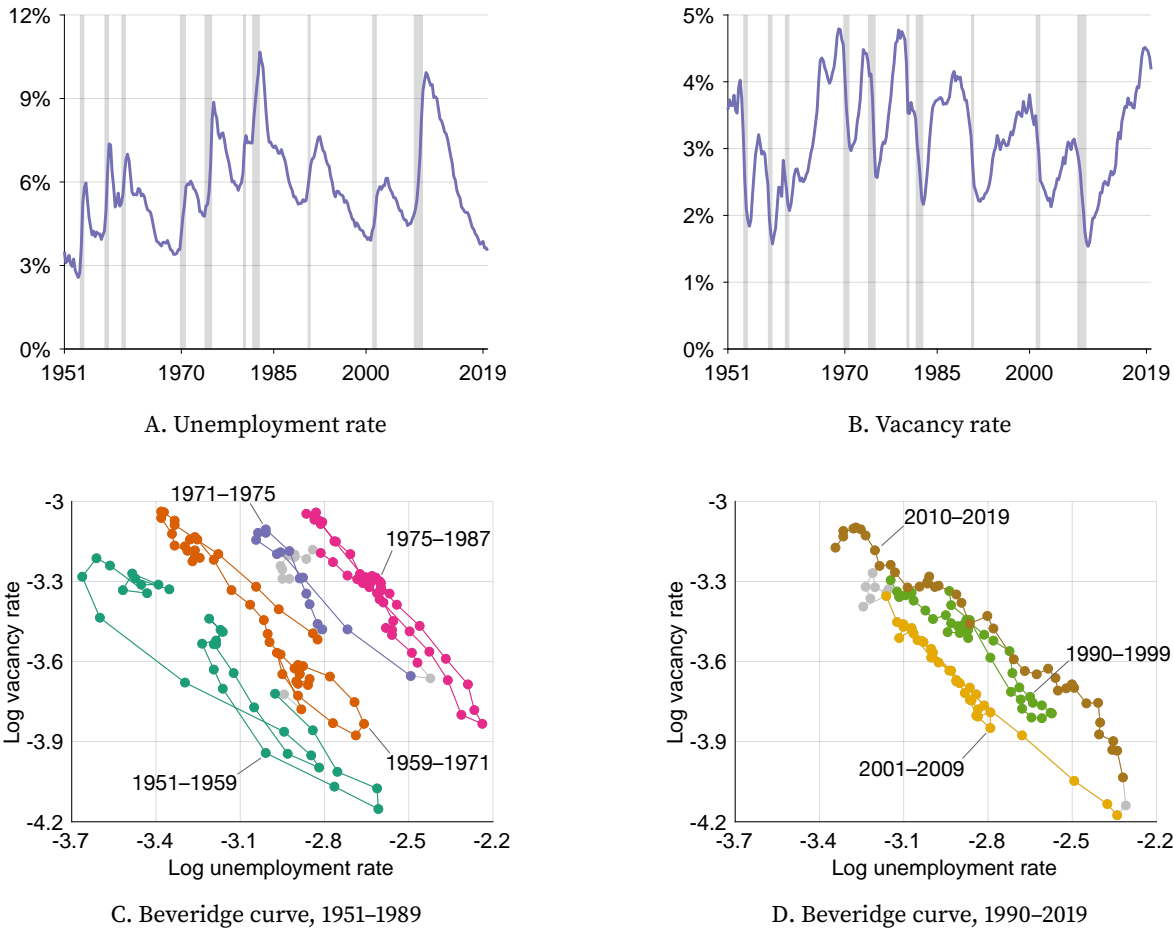 12%
9%
6%
3%
0%
1951 1970 1985 2000 2019
A. Unemployment rate
5%
4%
3%
2%
1%
0%
1951 1970 1985 2000 2019
B. Vacancy rate
Log vacancy rate
-3
-3.3
-3.6
-3.9
-4.2
1971–1975
1975–1987
1959–1971
1951–1959
-3.7 -3.4 -3.1 -2.8 -2.5 -2.2
Log unemployment rate
C. Beveridge curve, 1951–1989
Log vacancy rate
-3
-3.3
-3.6
-3.9
-4.2
2010–2019
1990–1999
2001–2009
-3.7 -3.4 -3.1 -2.8 -2.5 -2.2
Log unemployment rate
D. Beveridge curve, 1990–2019